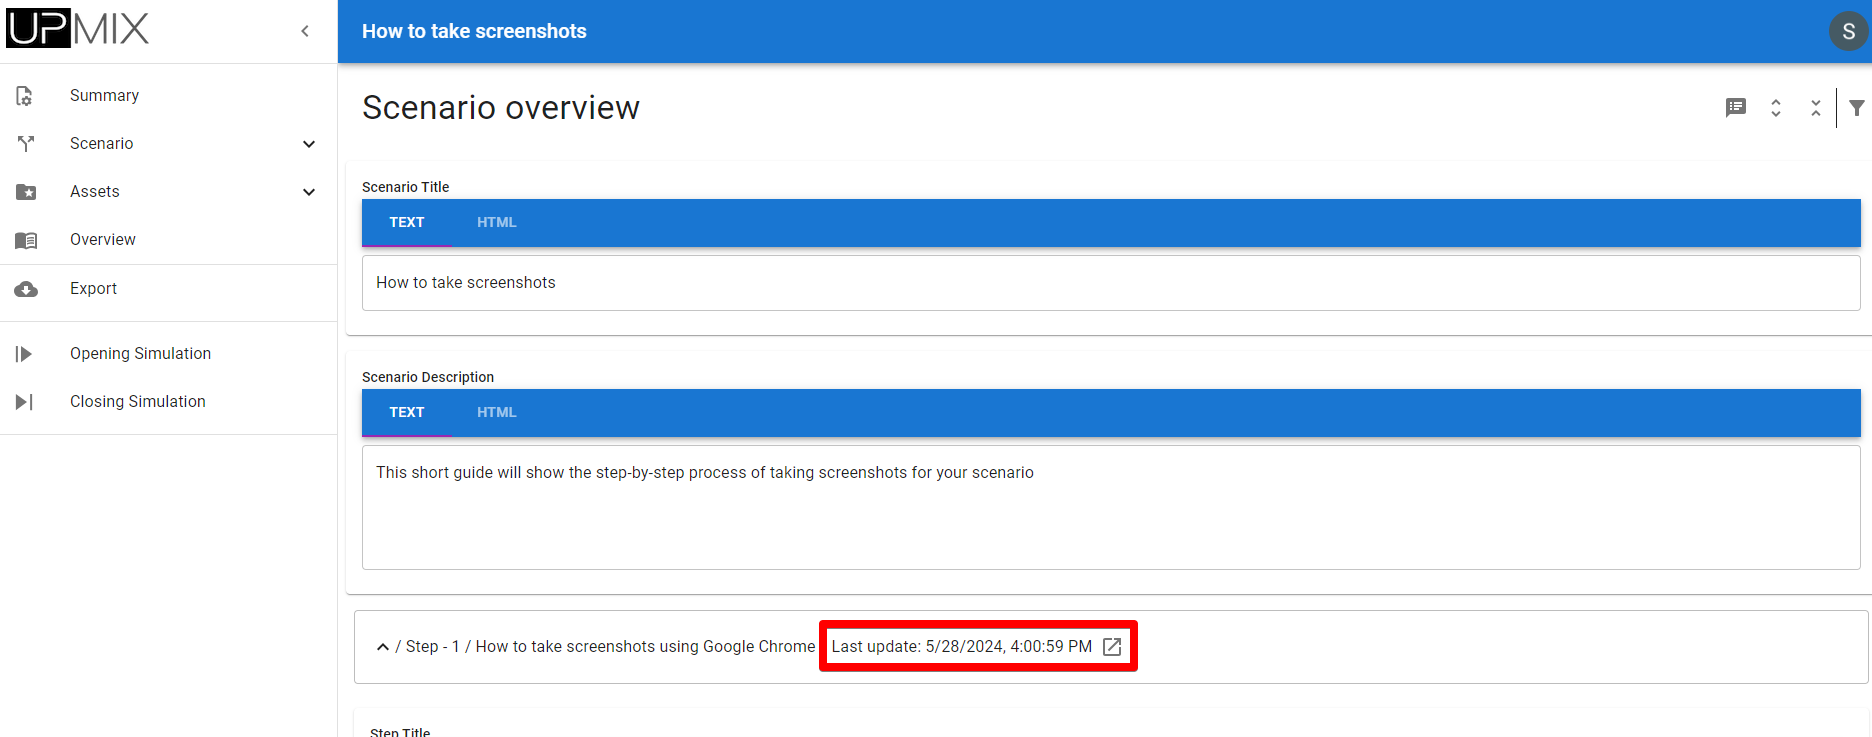 UPMIX
Summary
Scenario
Assets
Overview
Export
Opening Simulation
Closing Simulation
How to take screenshots
S
Scenario overview
Scenario Title
TEXT HTML
How to take screenshots
Scenario Description
TEXT HTML
This short guide will show the step-by-step process of taking screenshots for your scenario
/ Step - 1 / How to take screenshots using Google Chrome Last update: 5/28/2024, 4:00:59 PM
Step Title